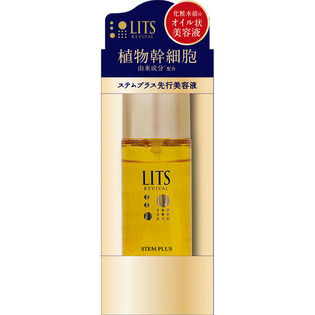 LITS
REVIVAL
化粧水前の
オイル状
美容液
植物幹細胞
由来成分*配合
ステムプラス先行美容液
LITS
REVIVAL
STEM PLUS